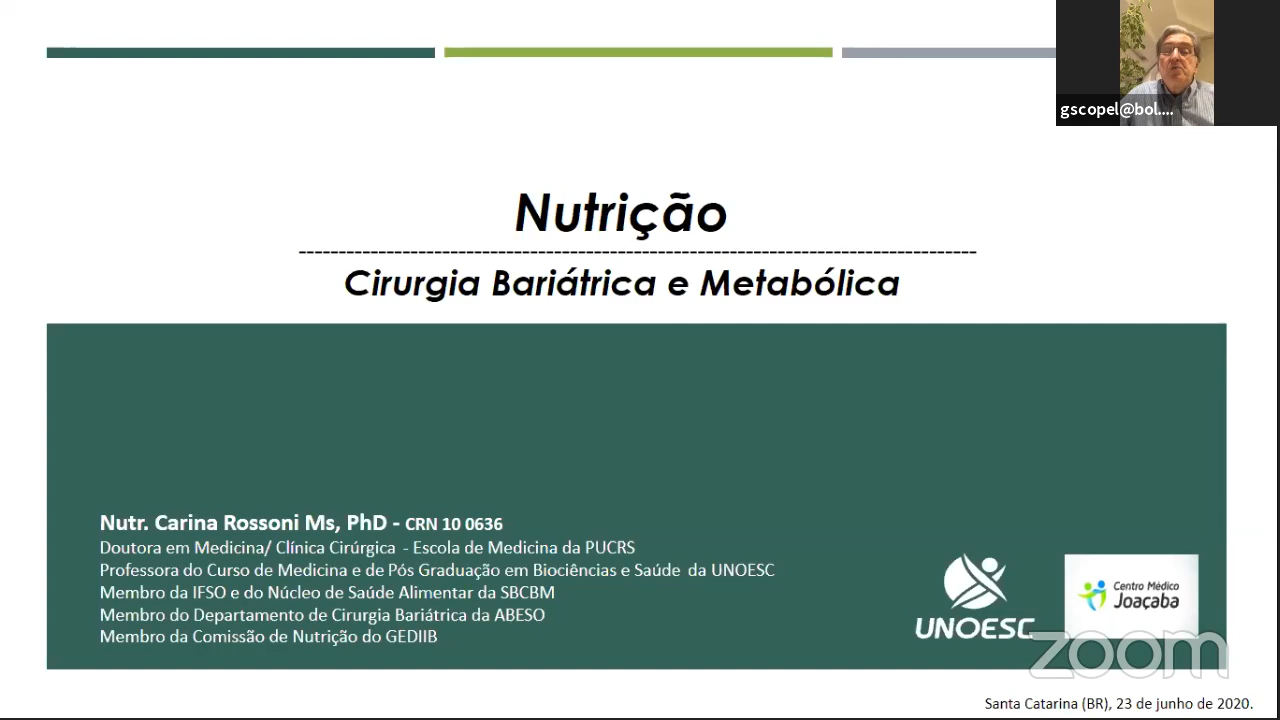 gscopel@bol....
Nutrição
Cirurgia Bariátrica e Metabólica
Nutr. Carina Rossoni Ms, PhD - CRN 10 0636
Doutora em Medicina/ Clínica Cirúrgica - Escola de Medicina da PUCRS
Professora do Curso de Medicina e de Pós Graduação em Biociências e Saúde da UNOESC
Membro da IFSO e do Núcleo de Saúde Alimentar da SBCBM
Membro do Departamento de Cirurgia Bariátrica da ABESO
Membro da Comissão de Nutrição do GEDIIB
UNOESC
Centro Médico
Joaçaba
zoom
Santa Catarina (BR), 23 de junho de 2020.